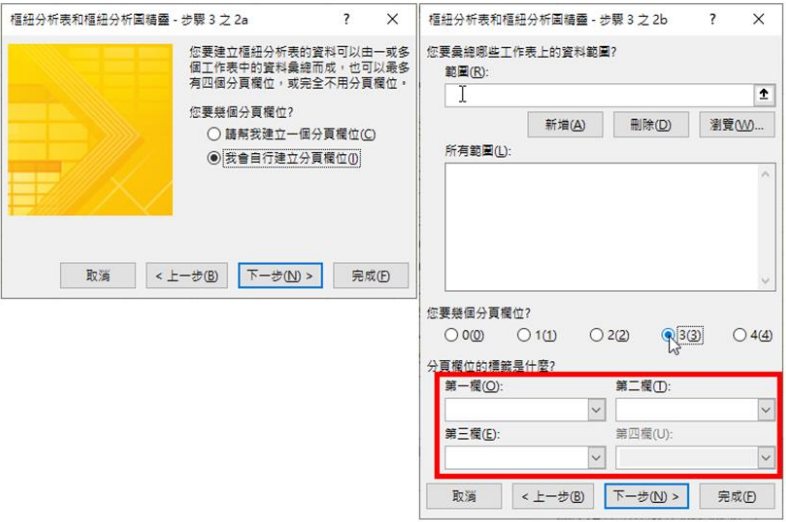 樞紐分析表和樞紐分析圖精靈 - 步驟 3 之 2a
您要建立樞紐分析表的資料可以由一或多
個工作表中的資料彙總而成，也可以最多
有四個分頁欄位，或完全不用分頁欄位。
您要幾個分頁欄位?
請幫我建立一個分頁欄位(C)
我會自行建立分頁欄位(I)
取消
< 上一步(B)
下一步(N) >
完成(F)
樞紐分析表和樞紐分析圖精靈 - 步驟 3 之 2b
您要彙總哪些工作表上的資料範圍?
範圍(R):
新增(A)
刪除(D)
瀏覽(W)...
所有範圍(L):
您要幾個分頁欄位?
0(0)
1(1)
2(2)
3(3)
4(4)
分頁欄位的標籤是什麼?
第一欄(O):
第二欄(T):
第三欄(E):
第四欄(U):
取消
< 上一步(B)
下一步(N) >
完成(F)